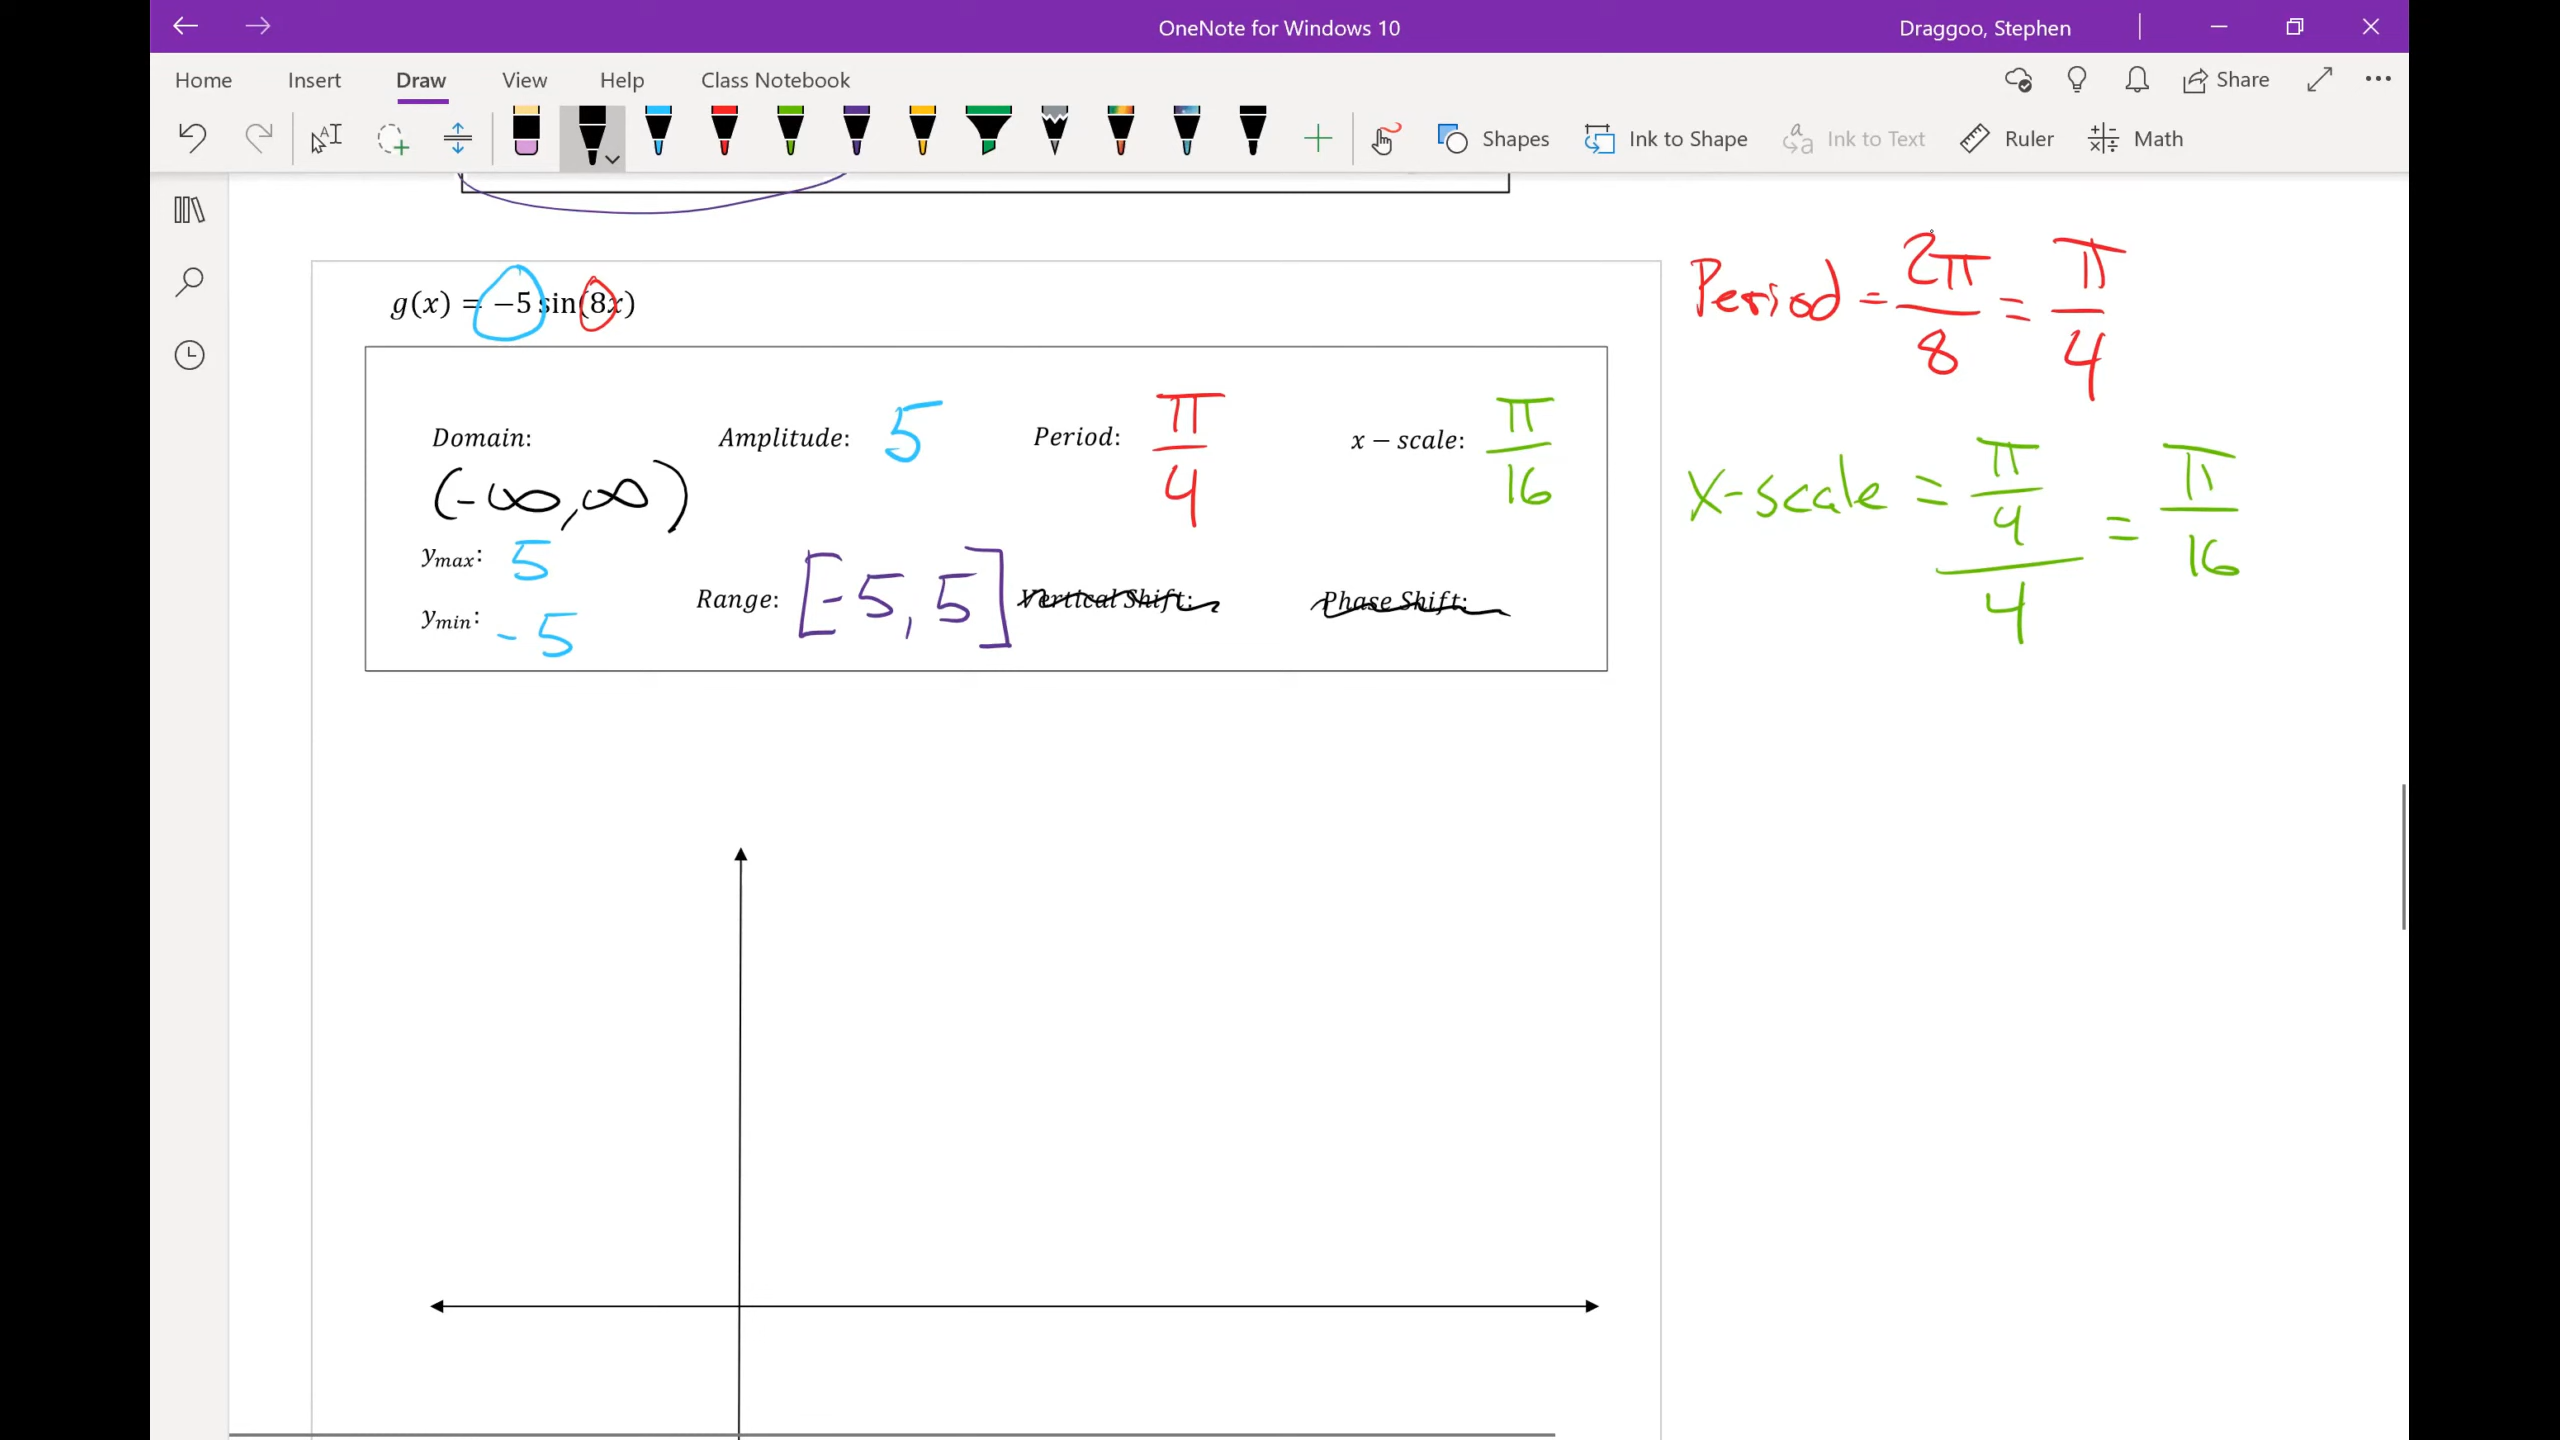 OneNote for Windows 10
Draggoo, Stephen
Home Insert Draw View Help Class Notebook
Share
Shapes Ink to Shape Ink to Text Ruler Math
g(x) = −5 sin(8x)
Period = 2π/8 = π/4
Domain: Amplitude: 5 Period: π/4 x − scale: π/16
(-∞, ∞)
x-scale = π/4/4 = π/16
y_max: 5
Range: [-5, 5] Vertical Shift: Phase Shift:
y_min: -5